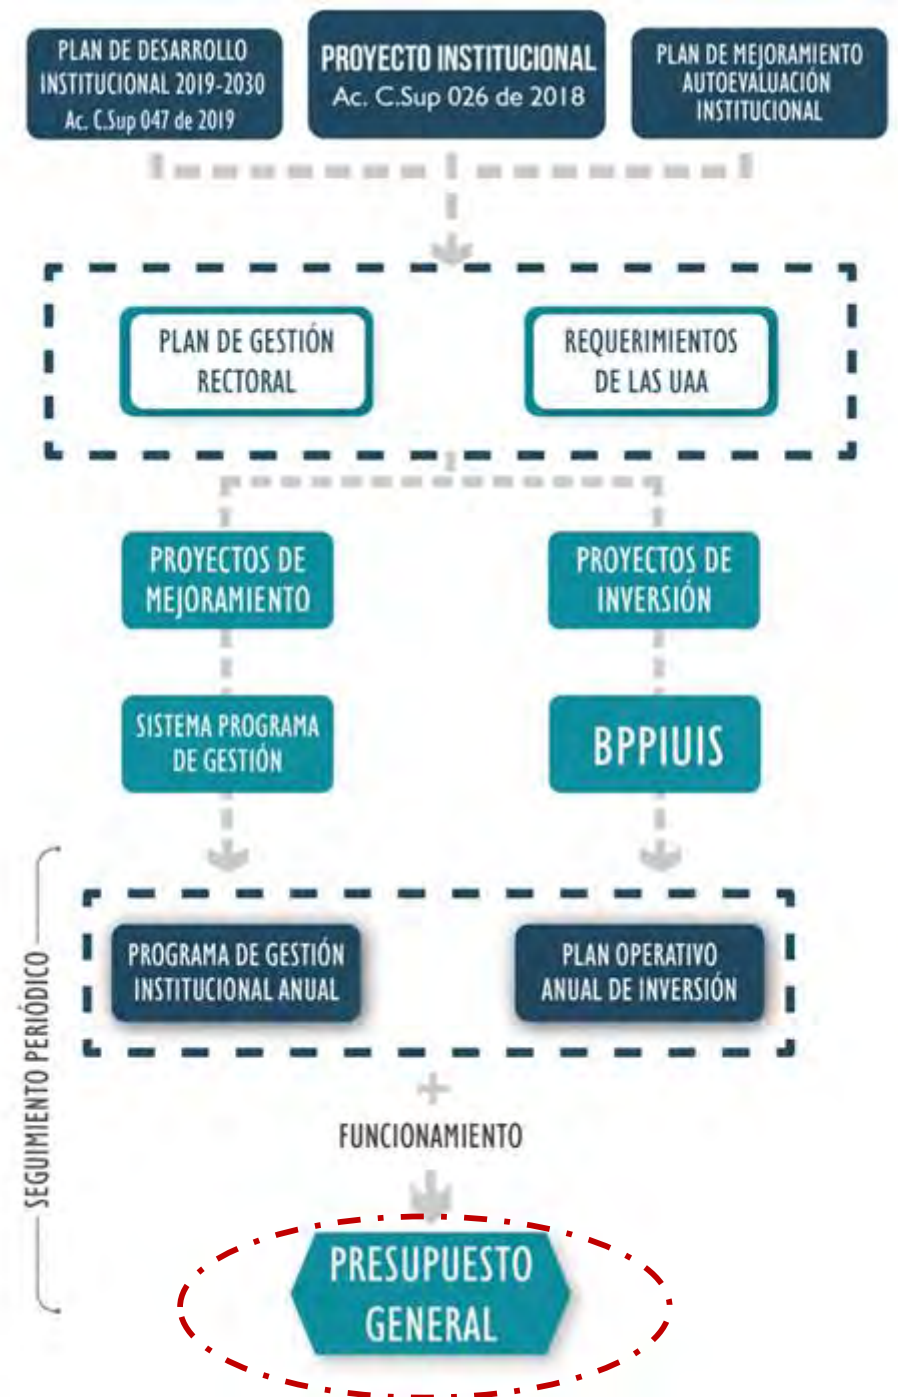 PLAN DE DESARROLLO
INSTITUCIONAL 2019-2030
Ac. C.Sup 047 de 2019
PROYECTO INSTITUCIONAL
Ac. C.Sup 026 de 2018
PLAN DE MEJORAMIENTO
AUTOEVALUACIÓN
INSTITUCIONAL
PLAN DE GESTIÓN
RECTORAL
REQUERIMIENTOS
DE LAS UAA
PROYECTOS DE
MEJORAMIENTO
PROYECTOS DE
INVERSIÓN
SISTEMA PROGRAMA
DE GESTIÓN
BPPIUIS
SEGUIMIENTO PERIÓDICO
PROGRAMA DE GESTIÓN
INSTITUCIONAL ANUAL
PLAN OPERATIVO
ANUAL DE INVERSIÓN
+
FUNCIONAMIENTO
PRESUPUESTO
GENERAL